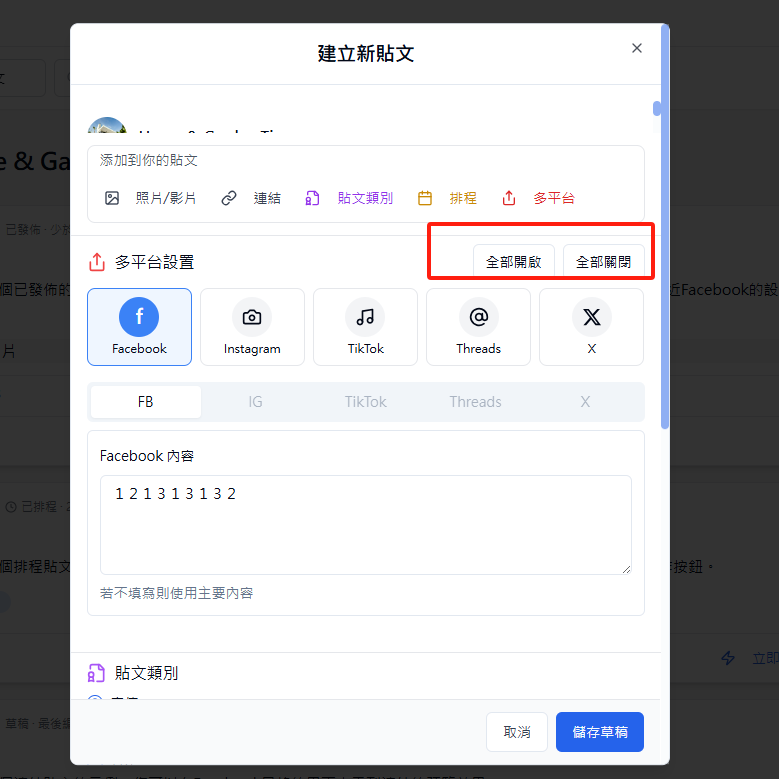 建立新貼文
添加到你的貼文
照片/影片 連結 貼文類別 排程 多平台
多平台設置 全部開啟 全部關閉
Facebook Instagram TikTok Threads X
FB IG TikTok Threads X
Facebook 內容
1 2 1 3 1 3 1 3 2
若不填寫則使用主要內容
貼文類別
取消 儲存草稿
e & Ga
已發佈 · 少於
個已發佈的
近Facebook的設
片
已排程 · 2
個排程貼文
按鈕。
立即
草稿 · 最後編